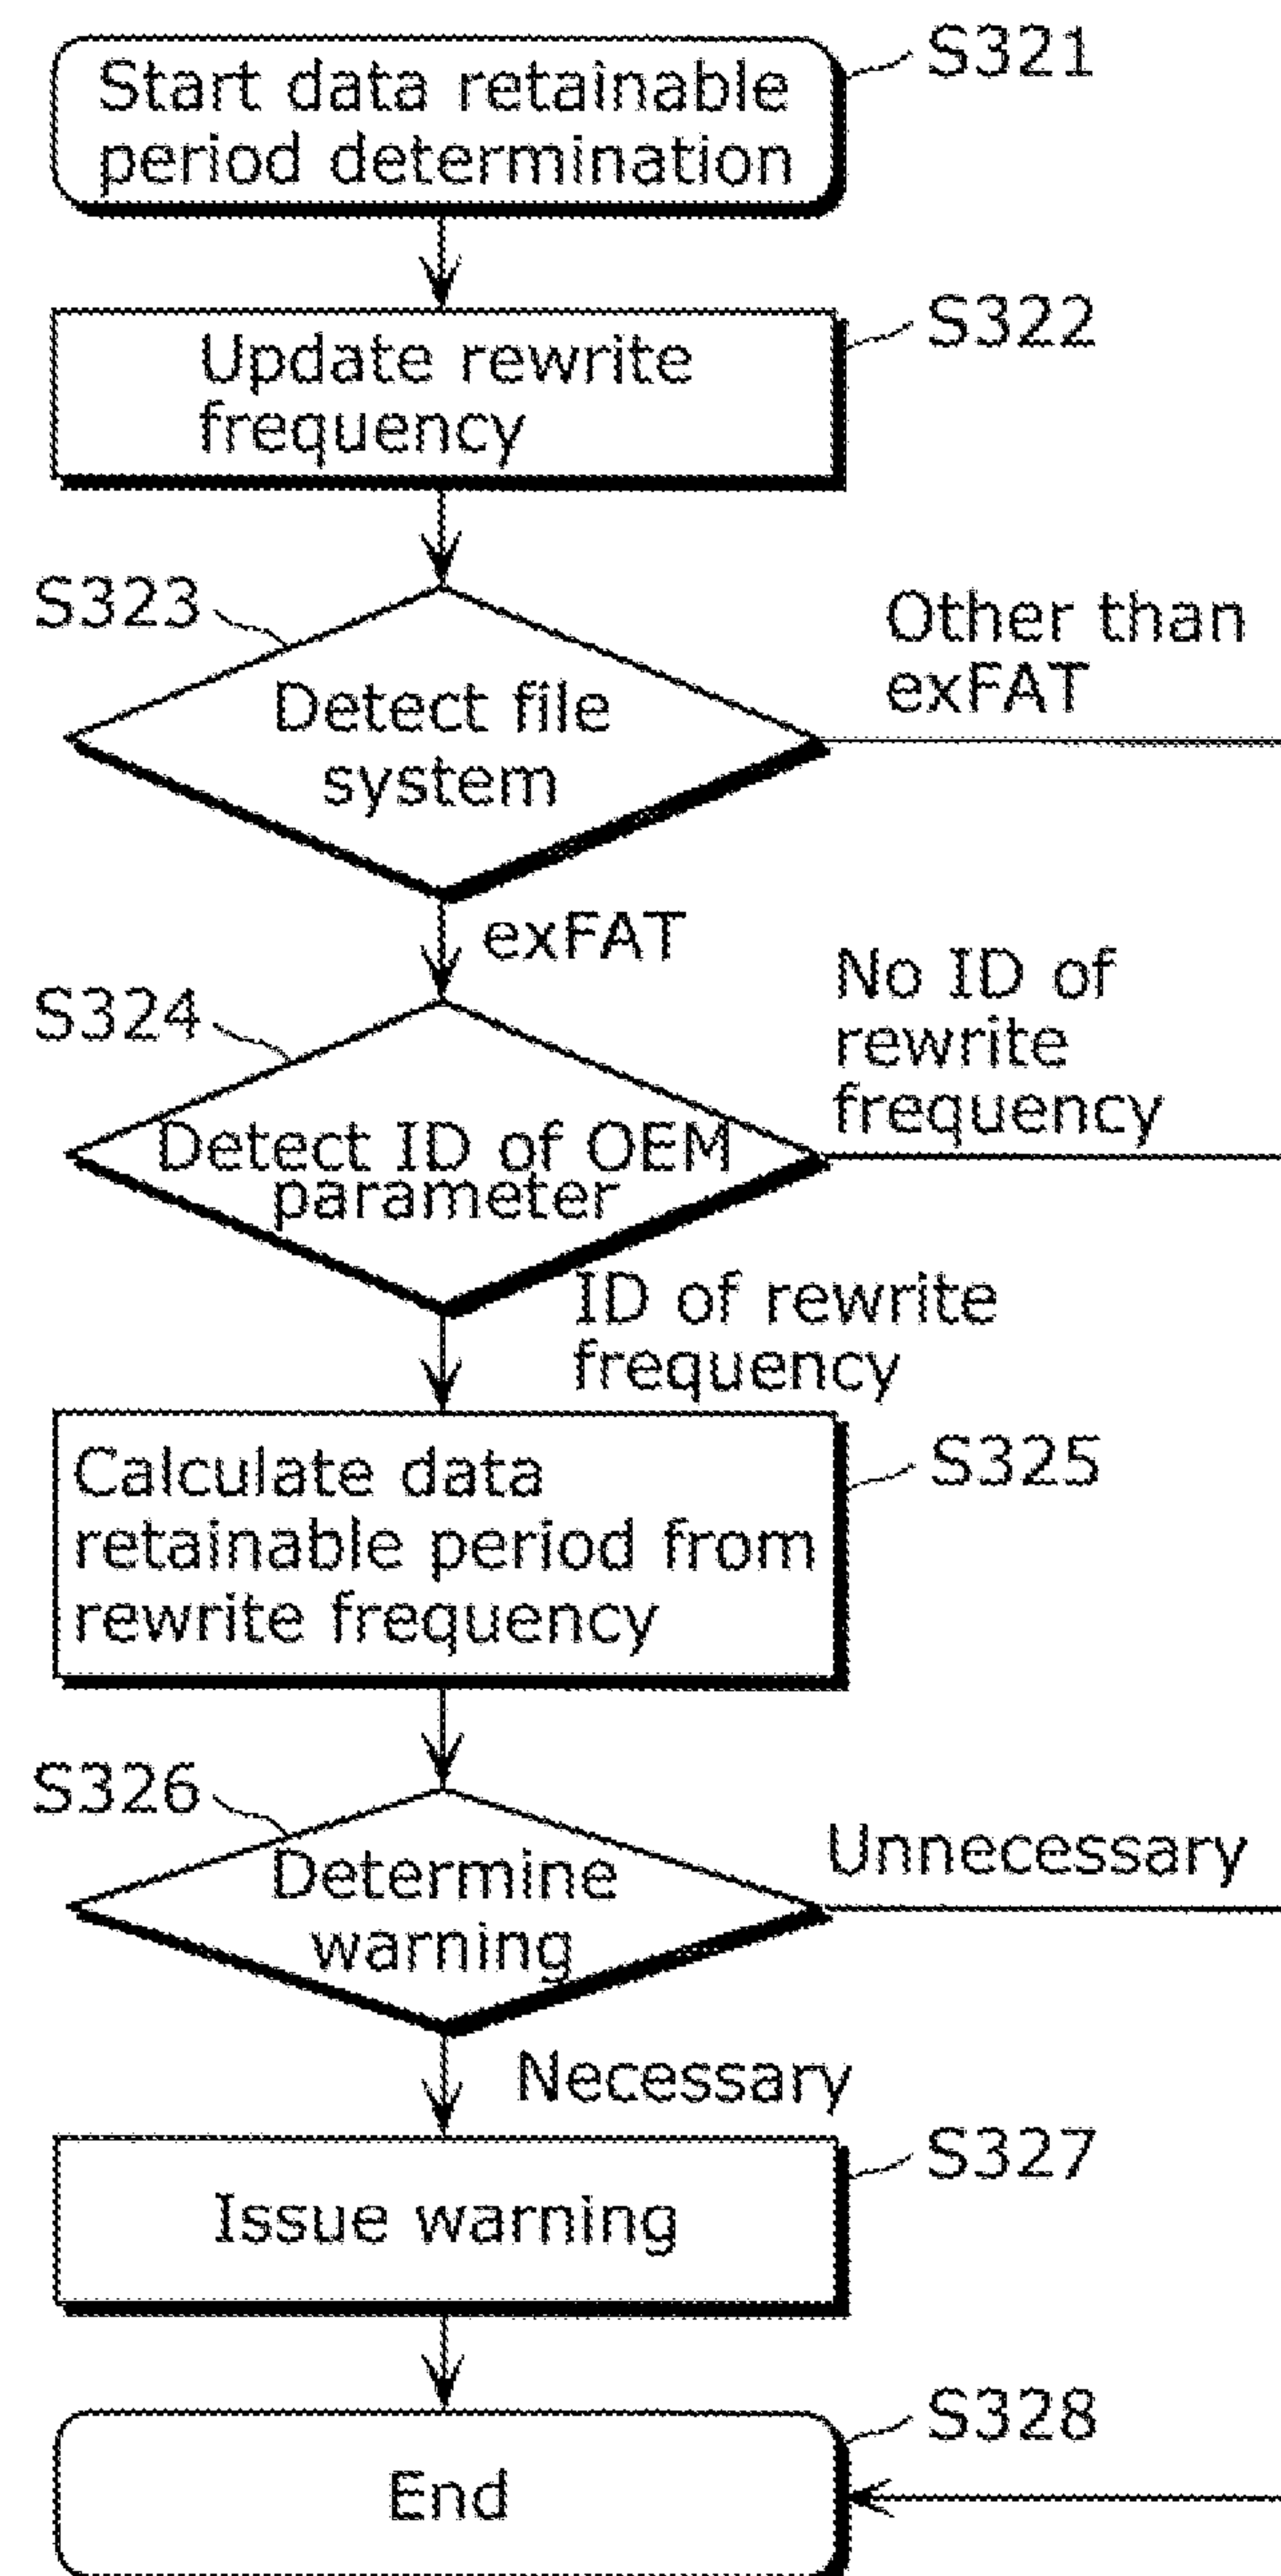 Start data retainable
period determination
S321
Update rewrite
frequency
S322
S323
Detect file
system
Other than
exFAT
exFAT
S324
Detect ID of OEM
parameter
No ID of
rewrite
frequency
ID of rewrite
frequency
Calculate data
retainable period from
rewrite frequency
S325
S326
Determine
warning
Unnecessary
Necessary
Issue warning
S327
End
S328